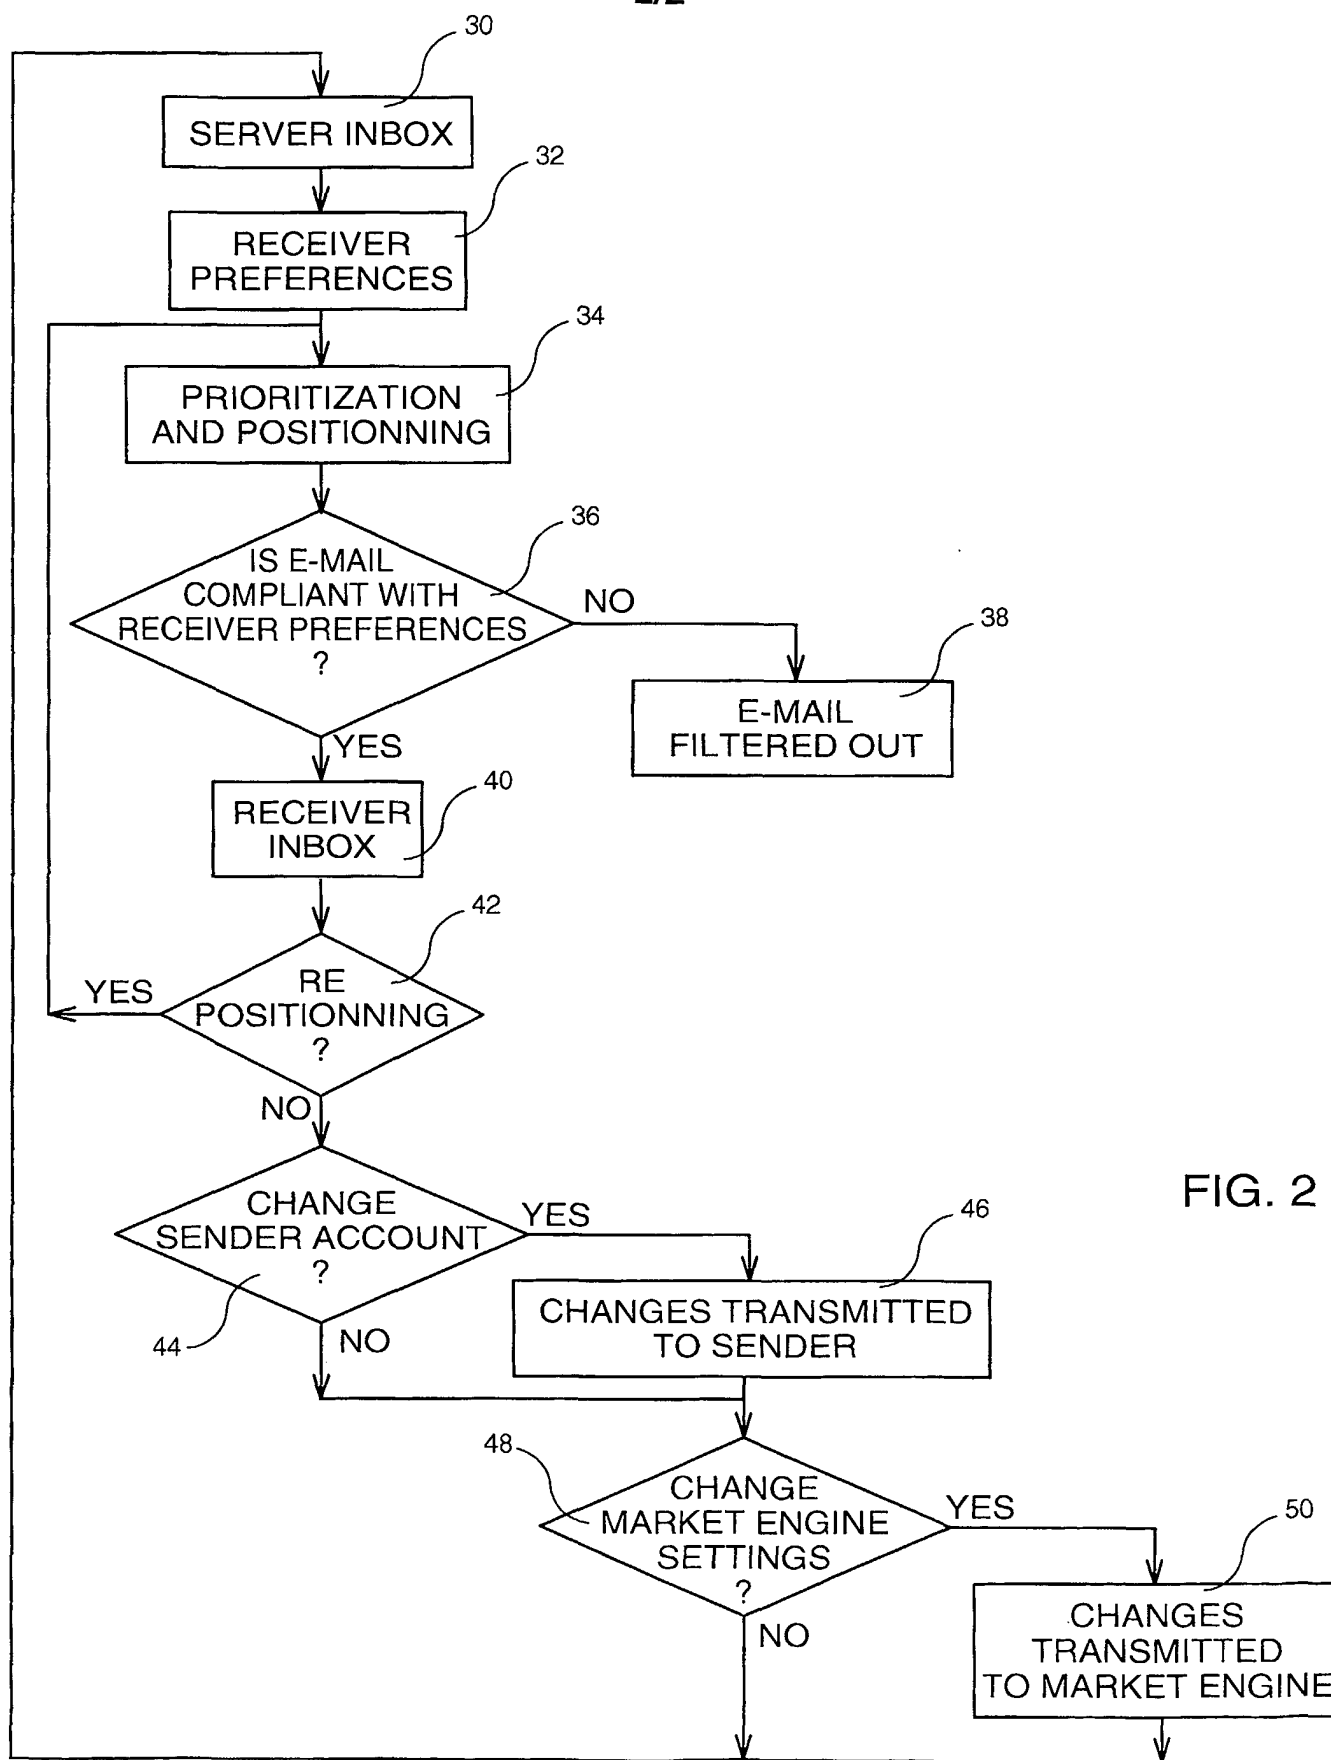 30
SERVER INBOX
32
RECEIVER
PREFERENCES
34
PRIORITIZATION
AND POSITIONNING
36
IS E-MAIL
COMPLIANT WITH
RECEIVER PREFERENCES
?
NO
38
E-MAIL
FILTERED OUT
YES
40
RECEIVER
INBOX
42
RE
POSITIONNING
?
YES
NO
FIG. 2
CHANGE
SENDER ACCOUNT
?
YES
46
44
NO
CHANGES TRANSMITTED
TO SENDER
48
CHANGE
MARKET ENGINE
SETTINGS
?
YES
50
NO
CHANGES
TRANSMITTED
TO MARKET ENGINE